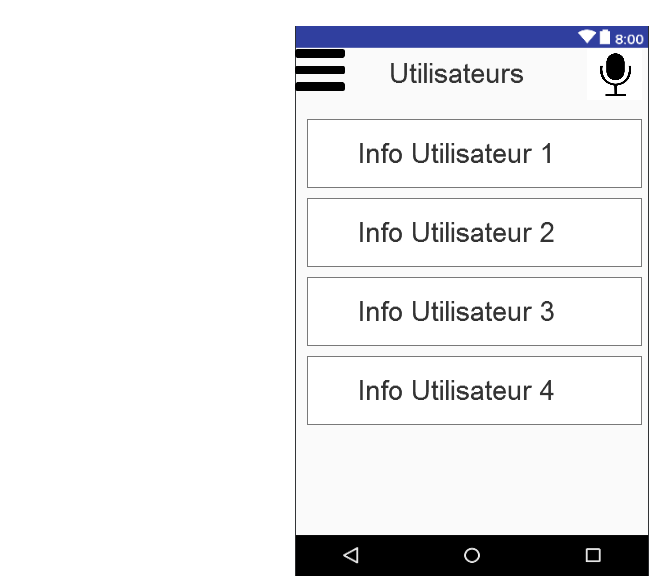 8:00
Utilisateurs
Info Utilisateur 1
Info Utilisateur 2
Info Utilisateur 3
Info Utilisateur 4